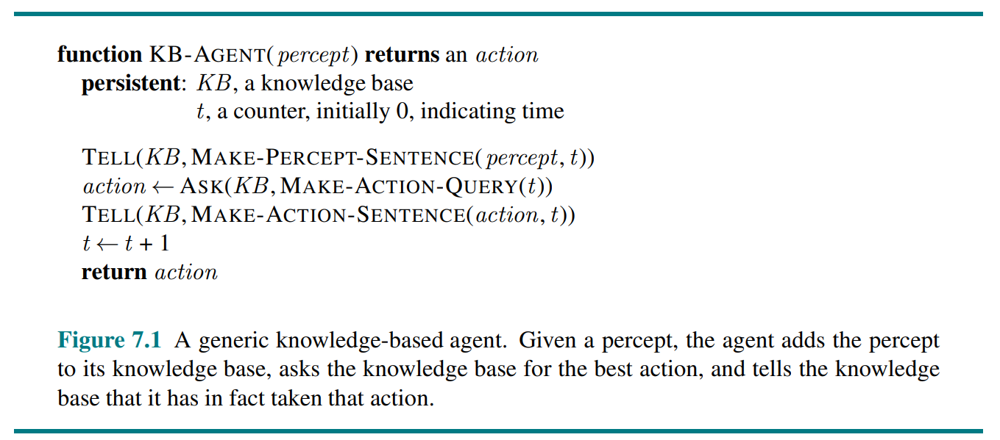 function KB-AGENT(percept) returns an action
persistent: KB, a knowledge base
t, a counter, initially 0, indicating time
TELL(KB, MAKE-PERCEPT-SENTENCE(percept, t))
action ← ASK(KB, MAKE-ACTION-QUERY(t))
TELL(KB, MAKE-ACTION-SENTENCE(action, t))
t ← t + 1
return action
Figure 7.1 A generic knowledge-based agent. Given a percept, the agent adds the percept
to its knowledge base, asks the knowledge base for the best action, and tells the knowledge
base that it has in fact taken that action.